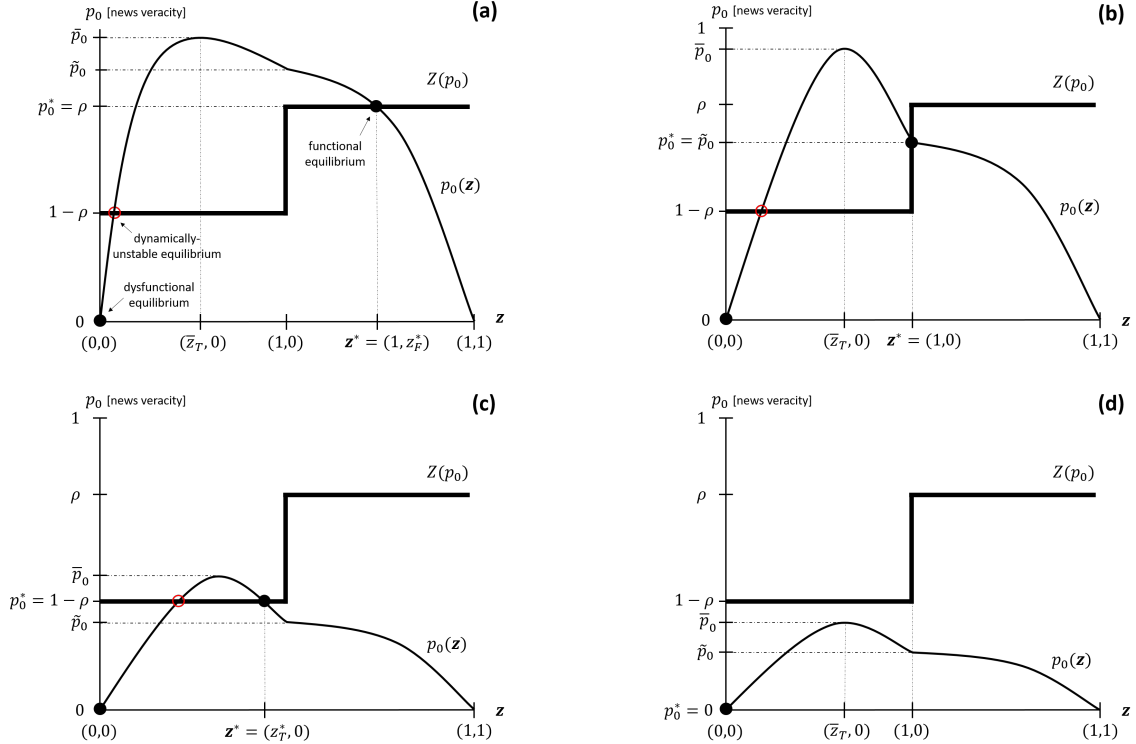 (a)
p₀ [news veracity]
p̄₀
p̃₀
Z(p₀)
p₀* = ρ
functional
equilibrium
p₀(z)
1 − ρ
dynamically-
unstable equilibrium
dysfunctional
equilibrium
0
z
(0,0)
(z̄_T, 0)
(1,0)
z* = (1, z_F*)
(1,1)
(b)
p₀ [news veracity]
1
p̄₀
Z(p₀)
ρ
p₀* = p̃₀
1 − ρ
p₀(z)
0
z
(0,0)
(z̄_T, 0)
z* = (1,0)
(1,1)
(c)
p₀ [news veracity]
1
Z(p₀)
ρ
p̄₀
p₀* = 1 − ρ
p̃₀
p₀(z)
0
z
(0,0)
z* = (z_T*, 0)
(1,1)
(d)
p₀ [news veracity]
1
Z(p₀)
ρ
1 − ρ
p̄₀
p̃₀
p₀(z)
p₀* = 0
z
(0,0)
(z̄_T, 0)
(1,0)
(1,1)